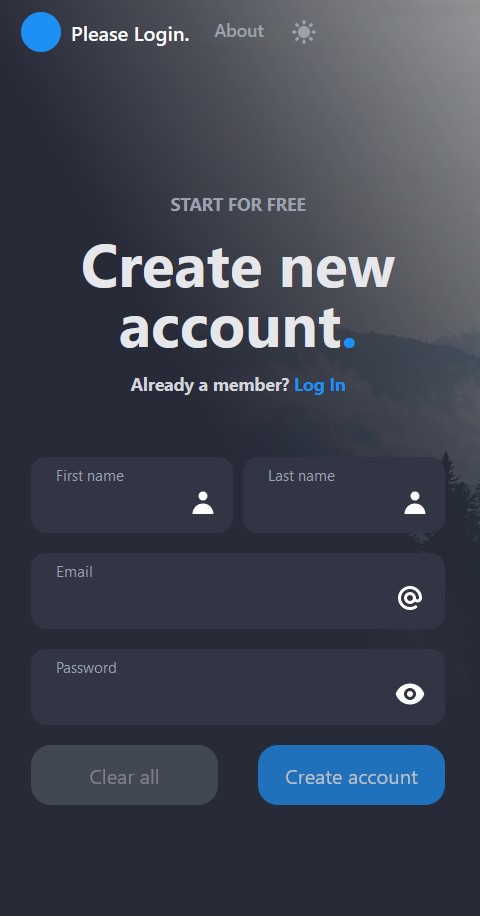 Please Login. About
START FOR FREE
Create new
account.
Already a member? Log In
First name Last name
Email
Password
Clear all Create account